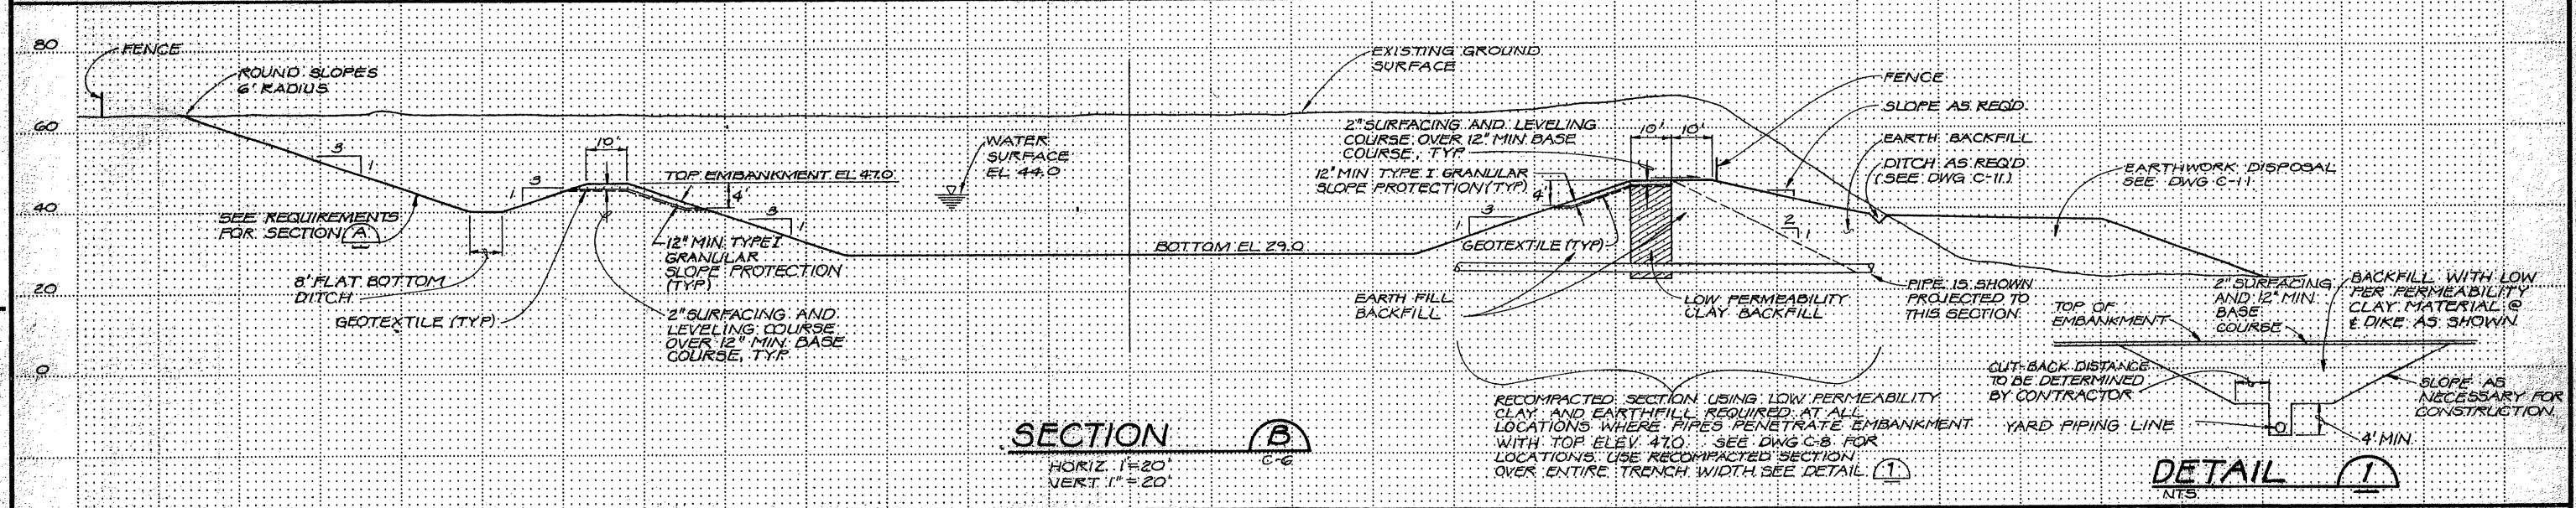 80
60
40
20
0
FENCE
ROUND SLOPES
6' RADIUS
3
1
SEE REQUIREMENTS
FOR SECTION A
8' FLAT BOTTOM
DITCH
GEOTEXTILE (TYP)
1
3
10'
TOP EMBANKMENT EL 47.0
4'
12" MIN TYPE I
GRANULAR
SLOPE PROTECTION
(TYP)
2" SURFACING AND
LEVELING COURSE
OVER 12" MIN. BASE
COURSE, TYP
3
1
WATER
SURFACE
EL 44.0
BOTTOM EL 29.0
EXISTING GROUND
SURFACE
2" SURFACING AND LEVELING
COURSE OVER 12" MIN BASE
COURSE, TYP
12" MIN TYPE I GRANULAR
SLOPE PROTECTION (TYP)
10'
10'
4'
3
1
GEOTEXTILE (TYP)
EARTH FILL
BACKFILL
LOW PERMEABILITY
CLAY BACKFILL
2
1
FENCE
SLOPE AS REQ'D
EARTH BACKFILL
DITCH AS REQ'D
(SEE DWG C-11)
EARTHWORK DISPOSAL
SEE DWG C-11
PIPE IS SHOWN
PROJECTED TO
THIS SECTION
RECOMPACTED SECTION USING LOW PERMEABILITY
CLAY AND EARTHFILL REQUIRED AT ALL
LOCATIONS WHERE PIPES PENETRATE EMBANKMENT
WITH TOP ELEV. 47.0. SEE DWG C-8 FOR
LOCATIONS. USE RECOMPACTED SECTION
OVER ENTIRE TRENCH WIDTH. SEE DETAIL 1
SECTION B
C-6
HORIZ. 1"=20'
VERT 1"=20'
TOP OF
EMBANKMENT
2" SURFACING
AND 12" MIN
BASE
COURSE
BACKFILL WITH LOW
PER PERMEABILITY
CLAY MATERIAL @
℄ DIKE AS SHOWN
CUT-BACK DISTANCE
TO BE DETERMINED
BY CONTRACTOR
YARD PIPING LINE
SLOPE AS
NECESSARY FOR
CONSTRUCTION
4' MIN.
DETAIL 1
NTS